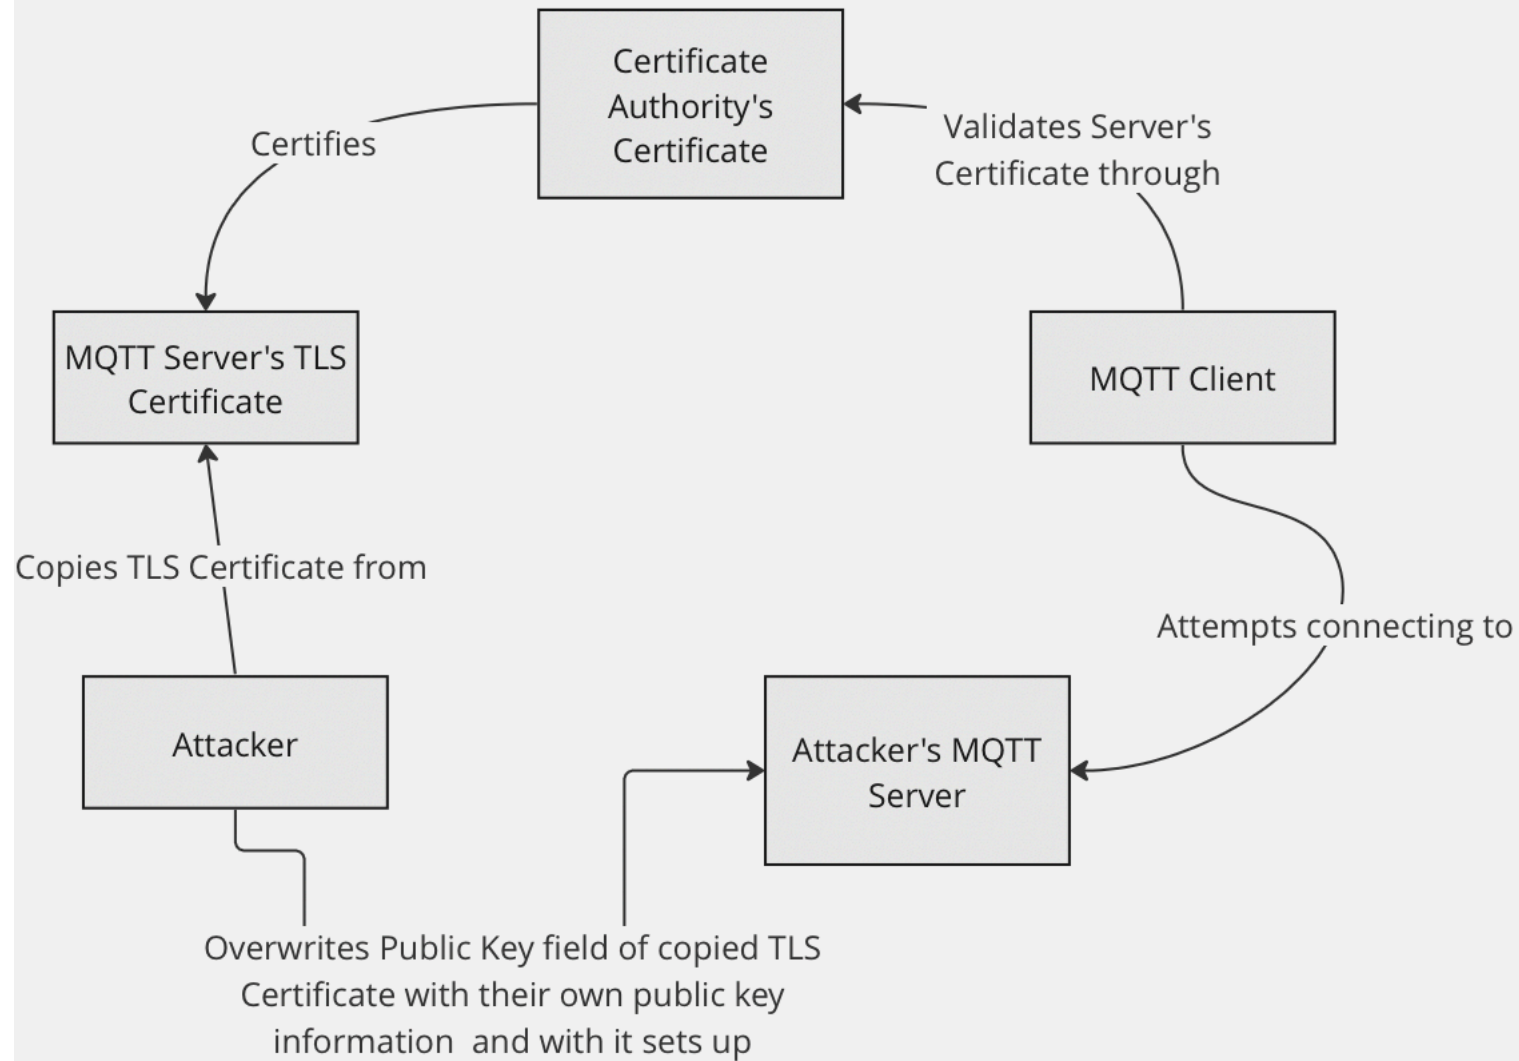 Certificate
Authority's
Certificate
Certifies
Validates Server's
Certificate through
MQTT Server's TLS
Certificate
MQTT Client
Copies TLS Certificate from
Attempts connecting to
Attacker
Attacker's MQTT
Server
Overwrites Public Key field of copied TLS
Certificate with their own public key
information  and with it sets up